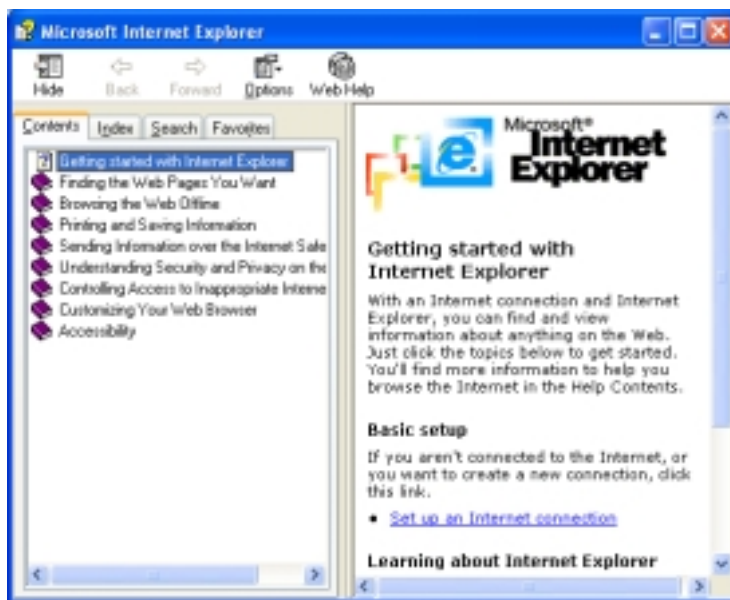 Microsoft Internet Explorer
Hide Back Forward Options Web Help
Contents Index Search Favorites
Getting started with Internet Explorer
Finding the Web Pages You Want
Browsing the Web Offline
Printing and Saving Information
Sending Information over the Internet Safe
Understanding Security and Privacy on the
Controlling Access to Inappropriate Interne
Customizing Your Web Browser
Accessibility
Microsoft®
Internet
Explorer
Getting started with
Internet Explorer
With an Internet connection and Internet
Explorer, you can find and view
information about anything on the Web.
Just click the topics below to get started.
You'll find more information to help you
browse the Internet in the Help Contents.
Basic setup
If you aren't connected to the Internet, or
you want to create a new connection, click
this link.
• Set up an Internet connection
Learning about Internet Explorer